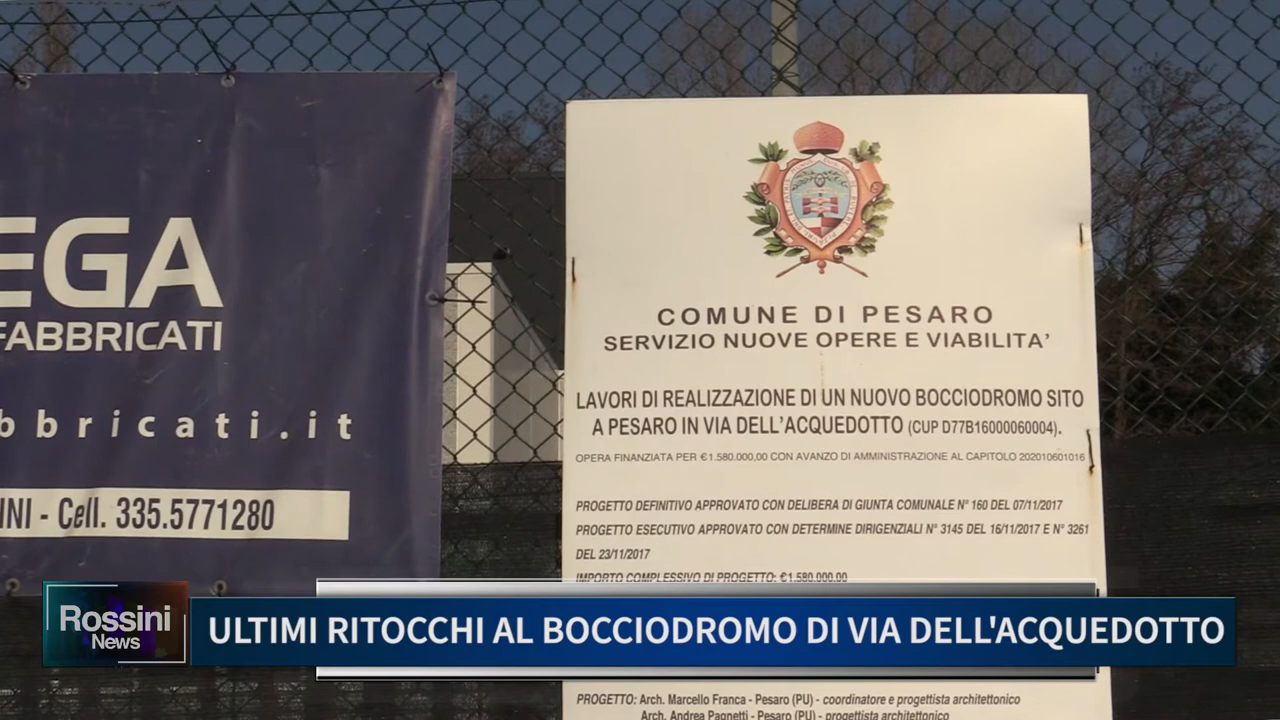 EGA
FABBRICATI
bbricati.it
INI - Cell. 335.5771280
COMUNE DI PESARO
SERVIZIO NUOVE OPERE E VIABILITA'
LAVORI DI REALIZZAZIONE DI UN NUOVO BOCCIODROMO SITO
A PESARO IN VIA DELL'ACQUEDOTTO (CUP D77B16000060004).
OPERA FINANZIATA PER €1.580.000,00 CON AVANZO DI AMMINISTRAZIONE AL CAPITOLO 202010601016
PROGETTO DEFINITIVO APPROVATO CON DELIBERA DI GIUNTA COMUNALE N° 160 DEL 07/11/2017
PROGETTO ESECUTIVO APPROVATO CON DETERMINE DIRIGENZIALI N° 3145 DEL 16/11/2017 E N° 3261
DEL 23/11/2017
IMPORTO COMPLESSIVO DI PROGETTO: €1.580.000,00
Rossini
News
ULTIMI RITOCCHI AL BOCCIODROMO DI VIA DELL'ACQUEDOTTO
PROGETTO: Arch. Marcello Franca - Pesaro (PU) - coordinatore e progettista architettonico
Arch. Andrea Pagnetti - Pesaro (PU) - progettista architettonico